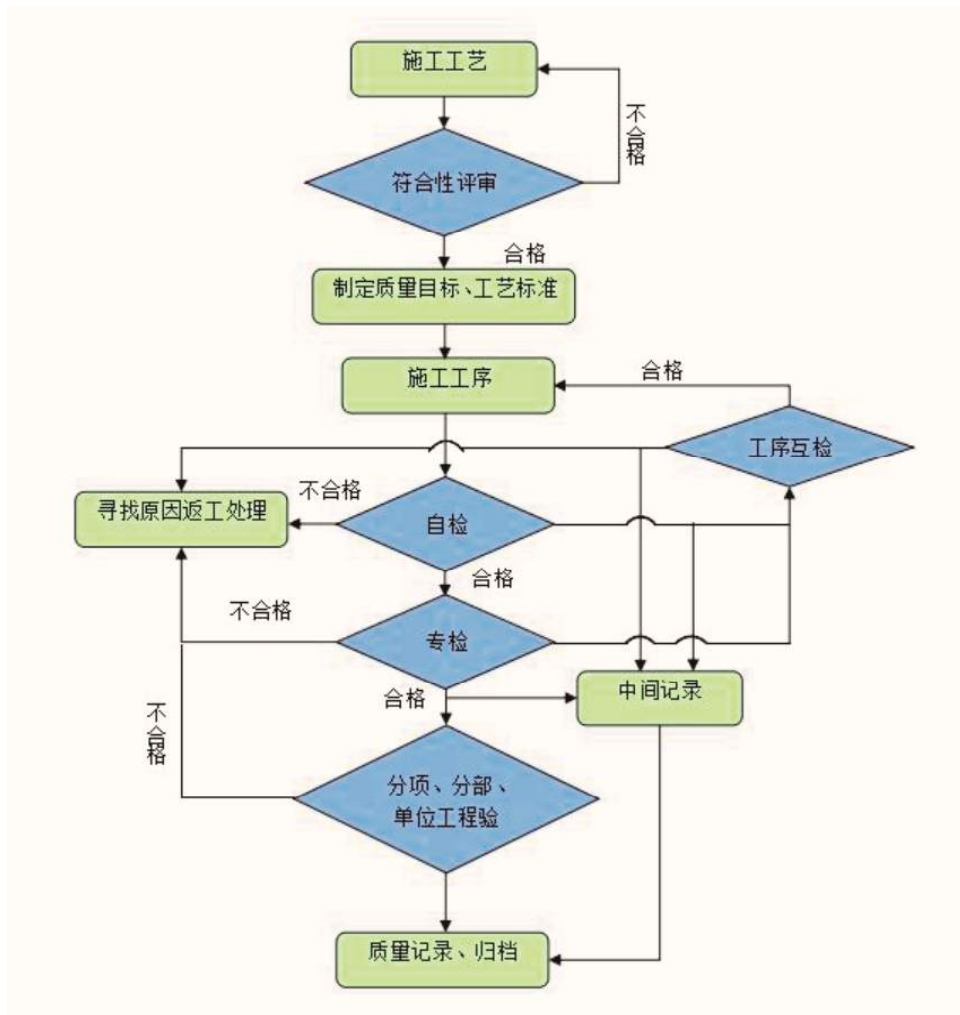 施工工艺
不合格
符合性评审
合格
制定质量目标、工艺标准
施工工序
合格
工序互检
不合格
寻找原因返工处理
自检
合格
不合格
专检
合格
中间记录
不合格
分项、分部、
单位工程验
质量记录、归档